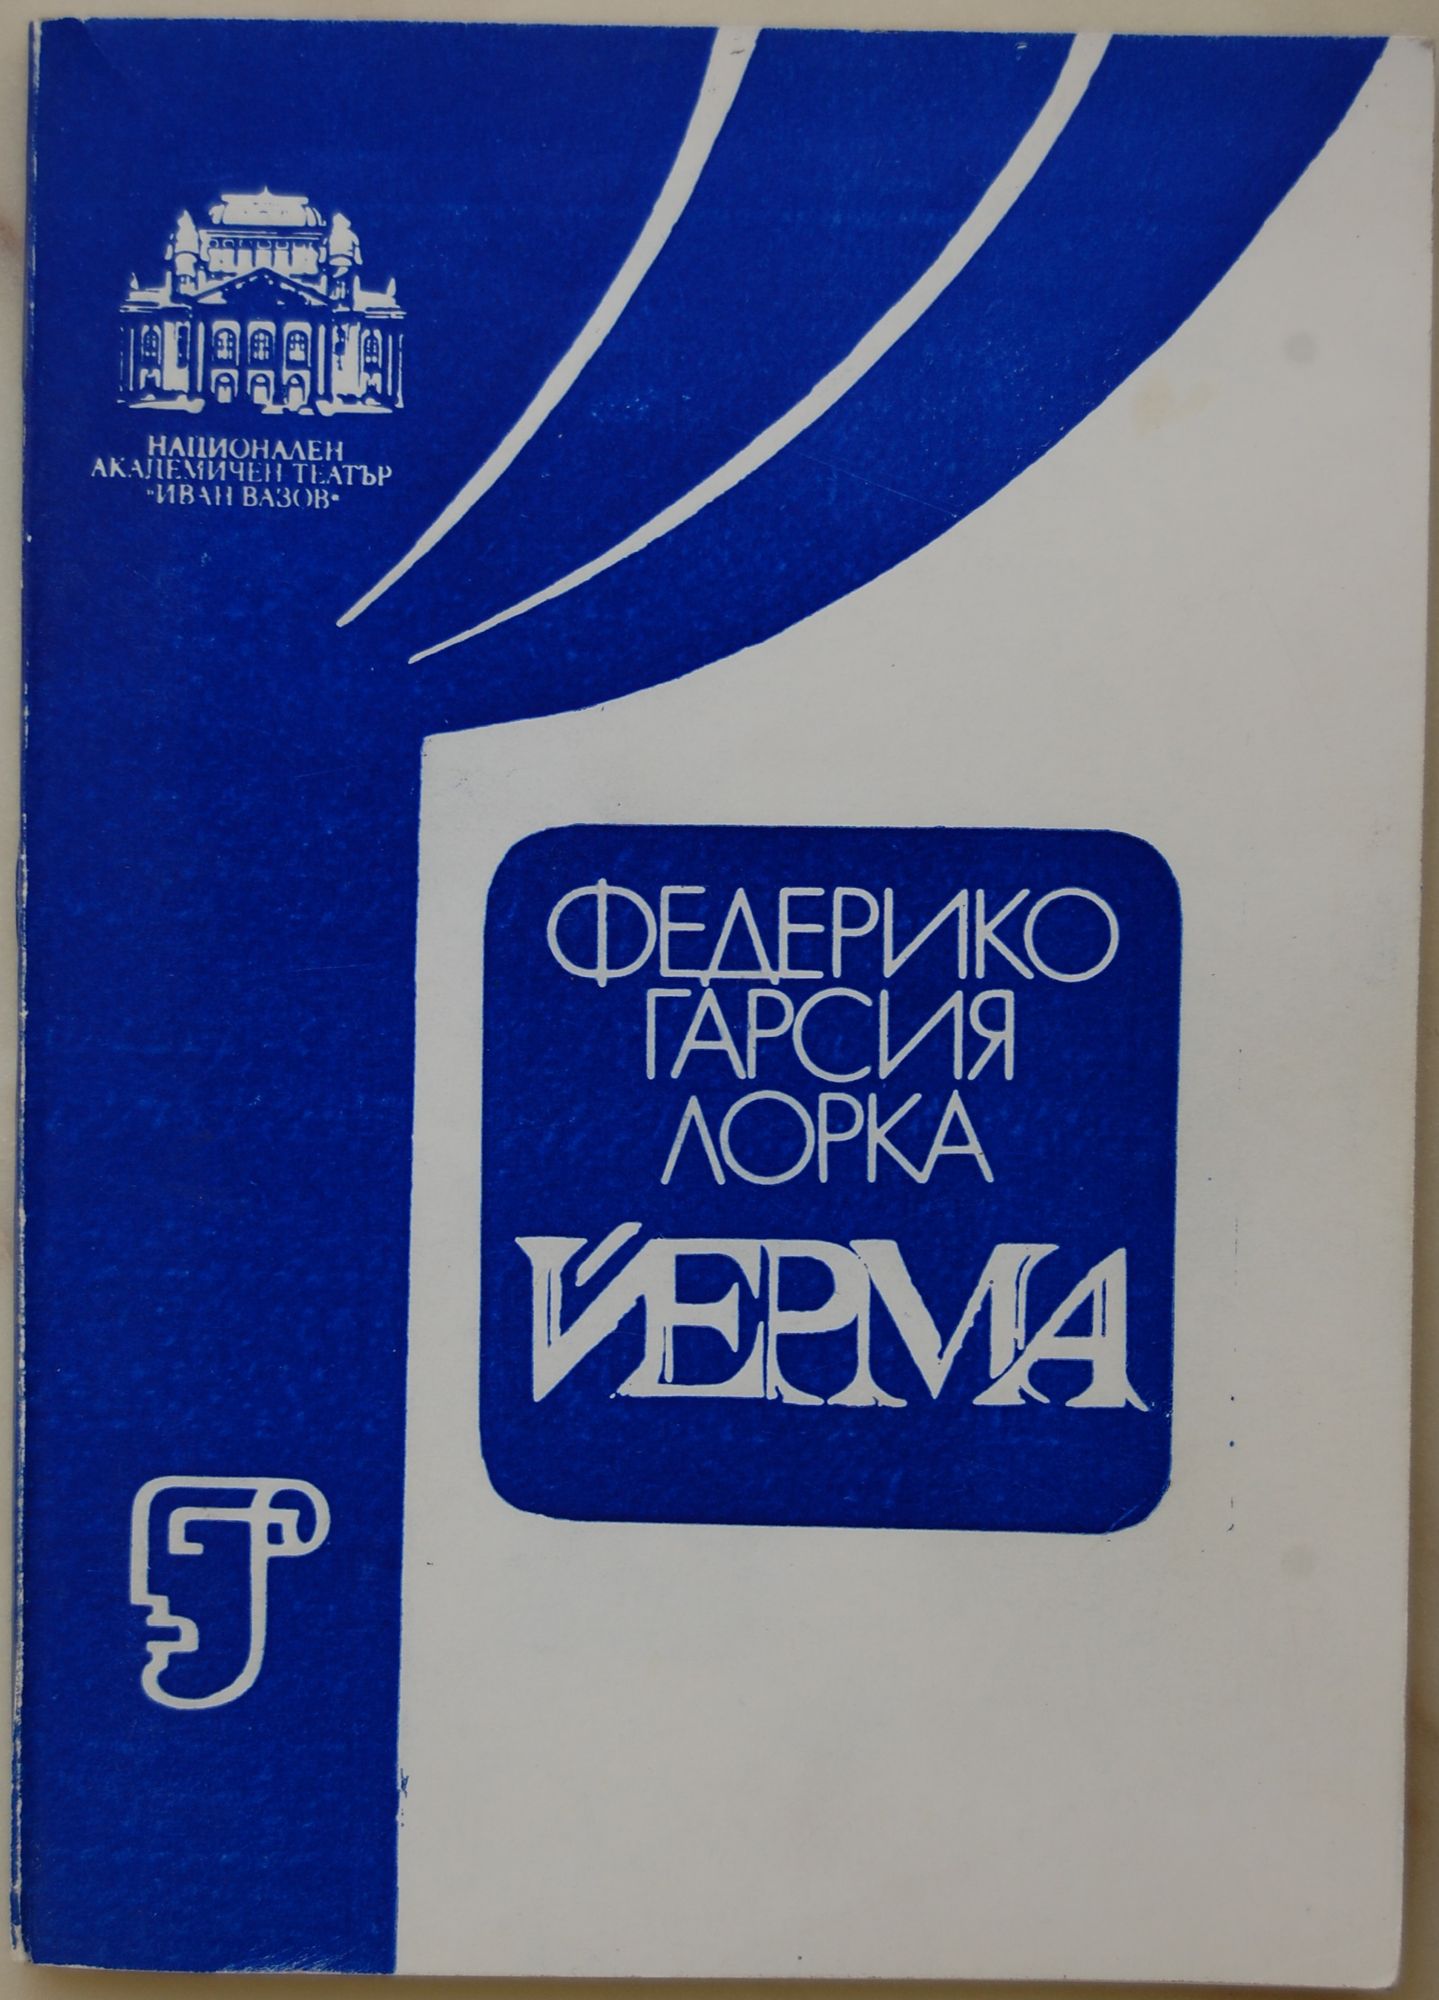 НАЦИОНАЛЕН
АКАДЕМИЧЕН ТЕАТЪР
"ИВАН ВАЗОВ"
ФЕДЕРИКО
ГАРСИЯ
ЛОРКА
ЙЕРМА